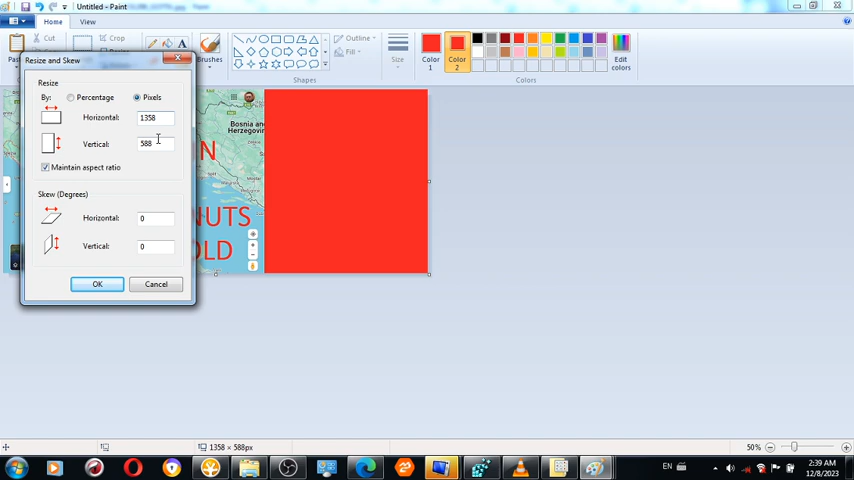 Untitled - Paint
Home
View
Cut
Crop
Paste
Brushes
Outline
Fill
Shapes
Size
Color 1
Color 2
Edit colors
Colors
Resize and Skew
Resize
By:
Percentage
Pixels
Horizontal:
1358
Vertical:
588
Maintain aspect ratio
Skew (Degrees)
Horizontal:
0
Vertical:
0
OK
Cancel
Bosnia and
Herzegovina
IN
NUTS
OLD
1358 × 588px
50%
EN
2:39 AM
12/8/2023